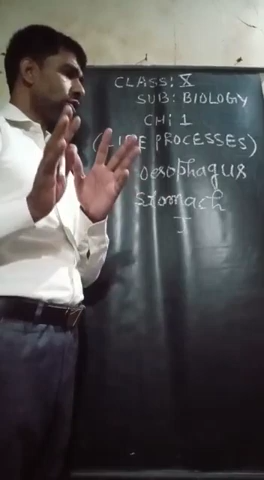 CLASS: X
SUB: BIOLOGY
CH: 1
PROCESSES)
Oesophagus
Stomach